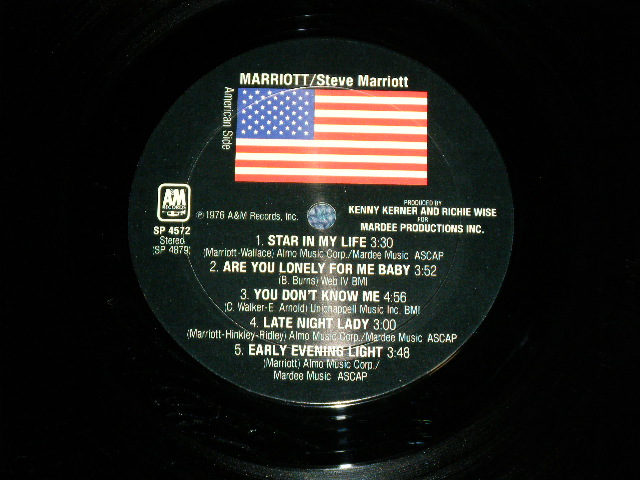 MARRIOTT/Steve Marriott
American Side
A&M
RECORDS
SP 4572
Stereo
(SP 4879)
℗ 1976 A&M Records, Inc.
PRODUCED BY
KENNY KERNER AND RICHIE WISE
FOR
MARDEE PRODUCTIONS INC.
1. STAR IN MY LIFE 3:30
(Marriott-Wallace) Almo Music Corp./Mardee Music ASCAP
2. ARE YOU LONELY FOR ME BABY 3:52
(B. Burns) Web IV BMI
3. YOU DON'T KNOW ME 4:56
(C. Walker-E. Arnold) Unichappell Music Inc. BMI
4. LATE NIGHT LADY 3:00
(Marriott-Hinkley-Ridley) Almo Music Corp./Mardee Music ASCAP
5. EARLY EVENING LIGHT 3:48
(Marriott) Almo Music Corp./
Mardee Music ASCAP